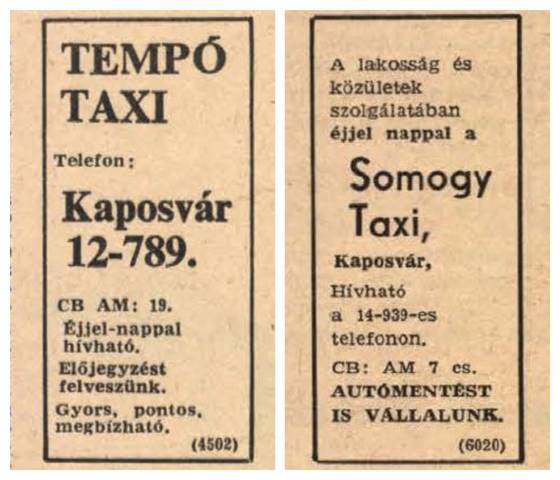 TEMPÓ
TAXI
Telefon:
Kaposvár
12-789.
CB AM: 19.
Éjjel-nappal
hívható.
Előjegyzést
felveszünk.
Gyors, pontos,
megbízható.
(4502)
A lakosság és
közületek
szolgálatában
éjjel nappal a
Somogy
Taxi,
Kaposvár,
Hívható
a 14-939-es
telefonon.
CB: AM 7 cs.
AUTÓMENTÉST
IS VÁLLALUNK.
(6020)